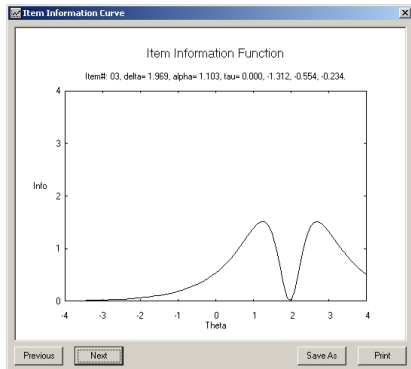 Item Information Curve
Item Information Function
Item#: 03, delta= 1.969, alpha= 1.103, tau= 0.000, -1.312, -0.554, -0.234.
4
3
Info
2
1
0
-4 -3 -2 -1 0 1 2 3 4
Theta
Previous Next Save As Print